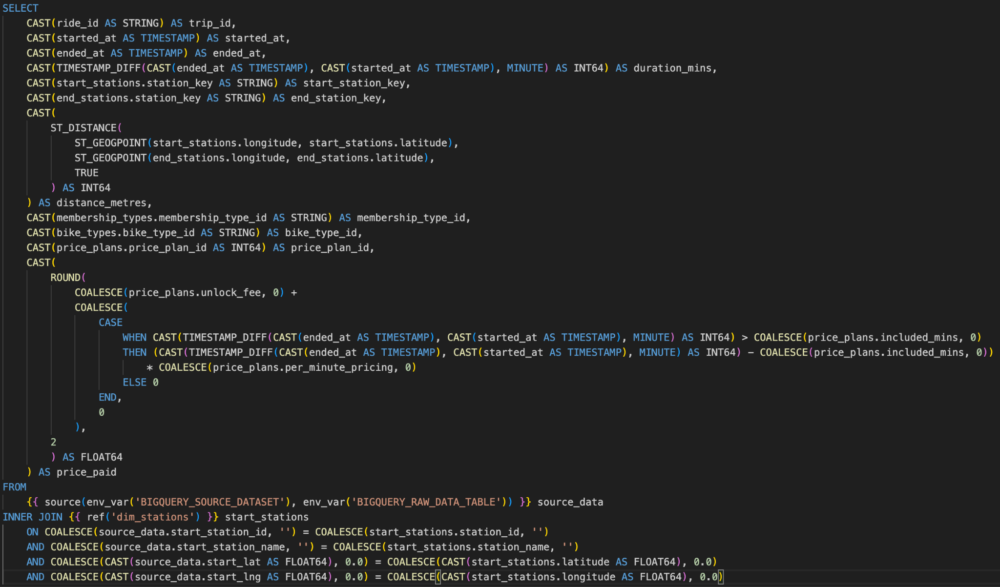 SELECT
CAST(ride_id AS STRING) AS trip_id,
CAST(started_at AS TIMESTAMP) AS started_at,
CAST(ended_at AS TIMESTAMP) AS ended_at,
CAST(TIMESTAMP_DIFF(CAST(ended_at AS TIMESTAMP), CAST(started_at AS TIMESTAMP), MINUTE) AS INT64) AS duration_mins,
CAST(start_stations.station_key AS STRING) AS start_station_key,
CAST(end_stations.station_key AS STRING) AS end_station_key,
CAST(
ST_DISTANCE(
ST_GEOGPOINT(start_stations.longitude, start_stations.latitude),
ST_GEOGPOINT(end_stations.longitude, end_stations.latitude),
TRUE
) AS INT64
) AS distance_metres,
CAST(membership_types.membership_type_id AS STRING) AS membership_type_id,
CAST(bike_types.bike_type_id AS STRING) AS bike_type_id,
CAST(price_plans.price_plan_id AS INT64) AS price_plan_id,
CAST(
ROUND(
COALESCE(price_plans.unlock_fee, 0) +
COALESCE(
CASE
WHEN CAST(TIMESTAMP_DIFF(CAST(ended_at AS TIMESTAMP), CAST(started_at AS TIMESTAMP), MINUTE) AS INT64) > COALESCE(price_plans.included_mins, 0)
THEN (CAST(TIMESTAMP_DIFF(CAST(ended_at AS TIMESTAMP), CAST(started_at AS TIMESTAMP), MINUTE) AS INT64) - COALESCE(price_plans.included_mins, 0))
* COALESCE(price_plans.per_minute_pricing, 0)
ELSE 0
END,
0
),
2
) AS FLOAT64
) AS price_paid
FROM
{{ source(env_var('BIGQUERY_SOURCE_DATASET'), env_var('BIGQUERY_RAW_DATA_TABLE')) }} source_data
INNER JOIN {{ ref('dim_stations') }} start_stations
ON COALESCE(source_data.start_station_id, '') = COALESCE(start_stations.station_id, '')
AND COALESCE(source_data.start_station_name, '') = COALESCE(start_stations.station_name, '')
AND COALESCE(CAST(source_data.start_lat AS FLOAT64), 0.0) = COALESCE(CAST(start_stations.latitude AS FLOAT64), 0.0)
AND COALESCE(CAST(source_data.start_lng AS FLOAT64), 0.0) = COALESCE(CAST(start_stations.longitude AS FLOAT64), 0.0)